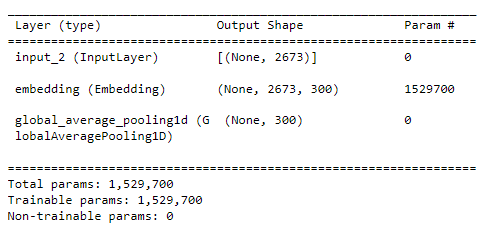 _________________________________________________________________
Layer (type)                Output Shape              Param #
=================================================================
input_2 (InputLayer)        [(None, 2673)]            0
embedding (Embedding)       (None, 2673, 300)         1529700
global_average_pooling1d (G  (None, 300)              0
lobalAveragePooling1D)
=================================================================
Total params: 1,529,700
Trainable params: 1,529,700
Non-trainable params: 0